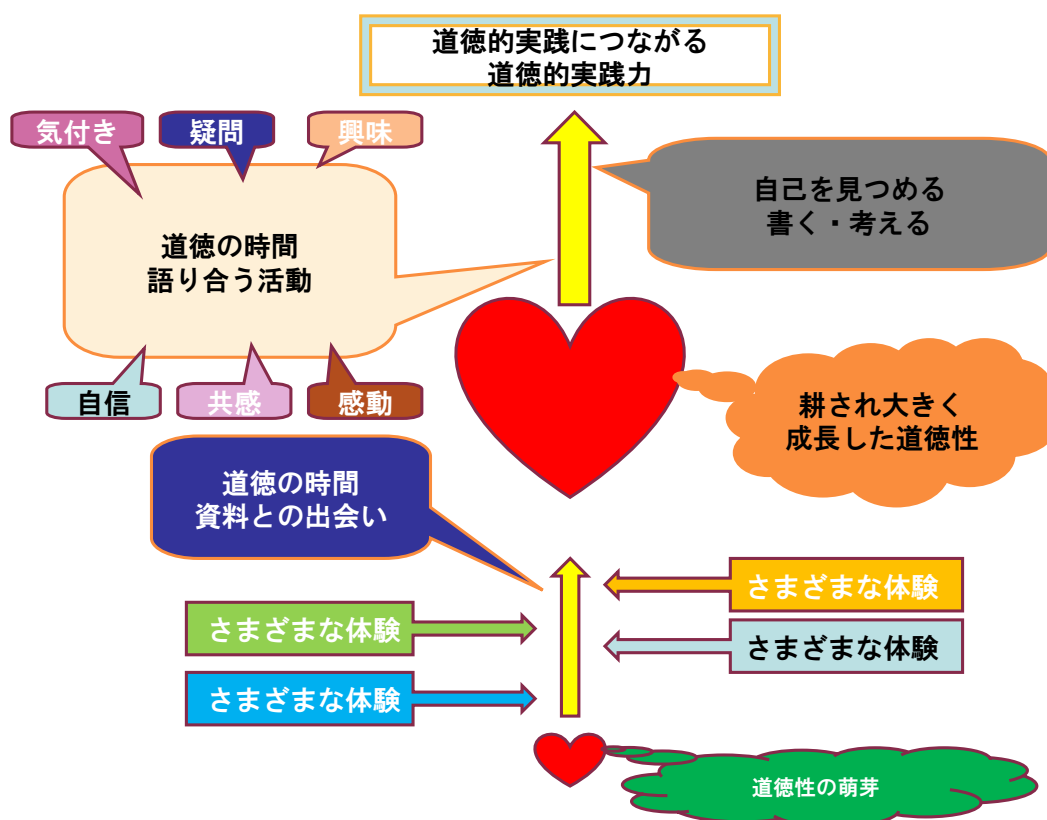 道徳的実践につながる
道徳的実践力
気付き
疑問
興味
道徳の時間
語り合う活動
自己を見つめる
書く・考える
自信
共感
感動
耕され大きく
成長した道徳性
道徳の時間
資料との出会い
さまざまな体験
さまざまな体験
さまざまな体験
さまざまな体験
道徳性の萌芽